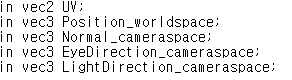 in vec2 UV;
in vec3 Position_worldspace;
in vec3 Normal_cameraspace;
in vec3 EyeDirection_cameraspace;
in vec3 LightDirection_cameraspace;